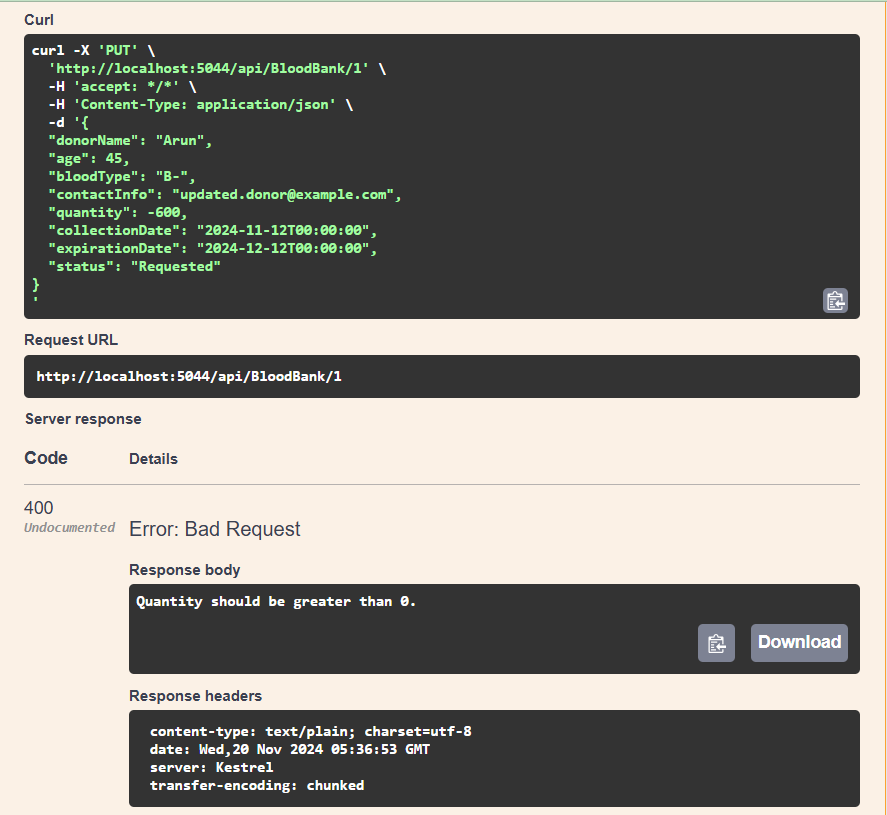 Curl
curl -X 'PUT' \
  'http://localhost:5044/api/BloodBank/1' \
  -H 'accept: */*' \
  -H 'Content-Type: application/json' \
  -d '{
  "donorName": "Arun",
  "age": 45,
  "bloodType": "B-",
  "contactInfo": "updated.donor@example.com",
  "quantity": -600,
  "collectionDate": "2024-11-12T00:00:00",
  "expirationDate": "2024-12-12T00:00:00",
  "status": "Requested"
}
'
Request URL
http://localhost:5044/api/BloodBank/1
Server response
Code Details
400
Undocumented
Error: Bad Request
Response body
Quantity should be greater than 0.
Download
Response headers
content-type: text/plain; charset=utf-8
date: Wed,20 Nov 2024 05:36:53 GMT
server: Kestrel
transfer-encoding: chunked